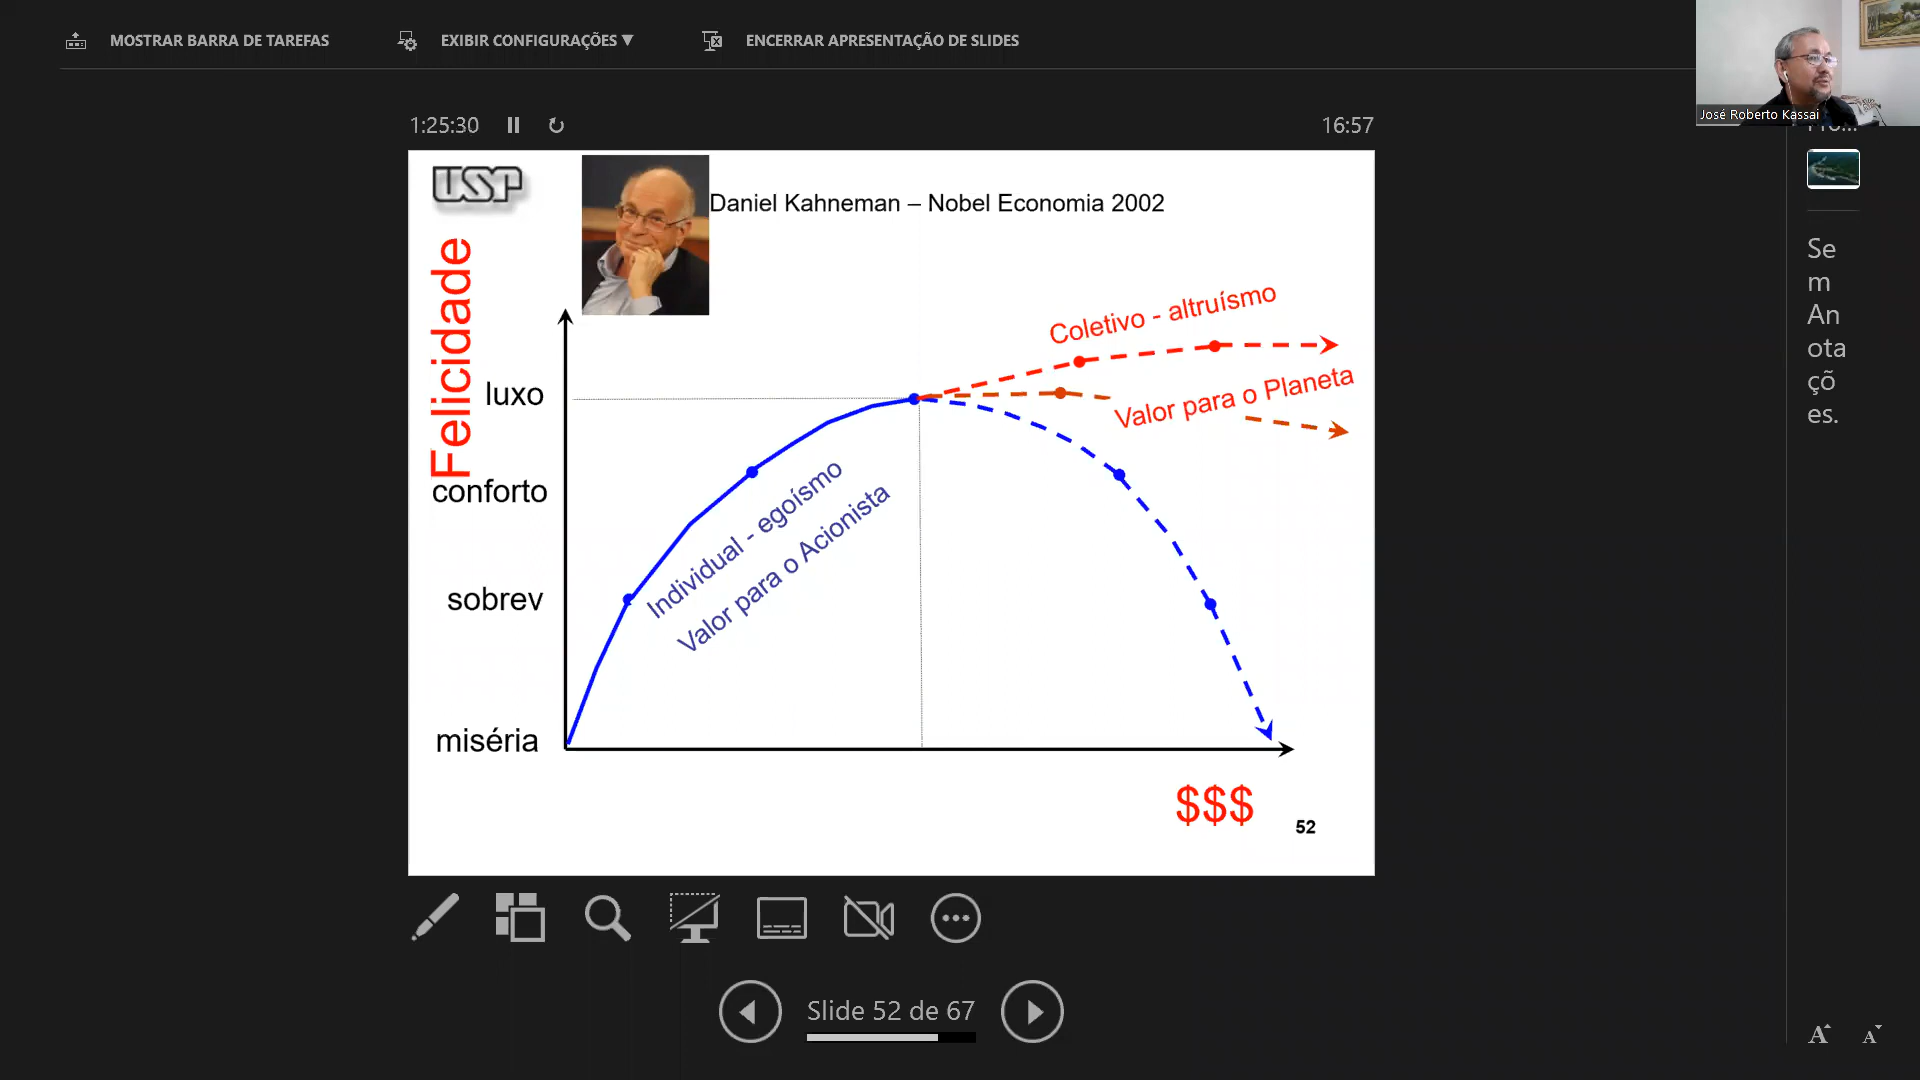 MOSTRAR BARRA DE TAREFAS
EXIBIR CONFIGURAÇÕES ▼
ENCERRAR APRESENTAÇÃO DE SLIDES
José Roberto Kassai
1:25:30
16:57
USP
Daniel Kahneman – Nobel Economia 2002
Felicidade
luxo
conforto
sobrev
miséria
Coletivo - altruísmo
Valor para o Planeta
Individual - egoísmo
Valor para o Acionista
$$$
52
Se
m
An
ota
çõ
es.
Slide 52 de 67
A
A